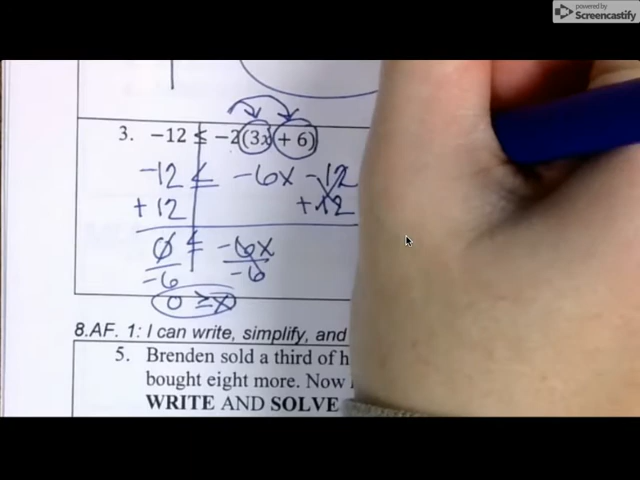 powered by
Screencastify
3. −12 ≤ −2(3x + 6)
-12 ≤ -6x -12
+12 +12
0 ≤ -6x
-6 -6
0 ≥ x
8.AF. 1: I can write, simplify, and
5. Brenden sold a third of h
bought eight more. Now
WRITE AND SOLVE